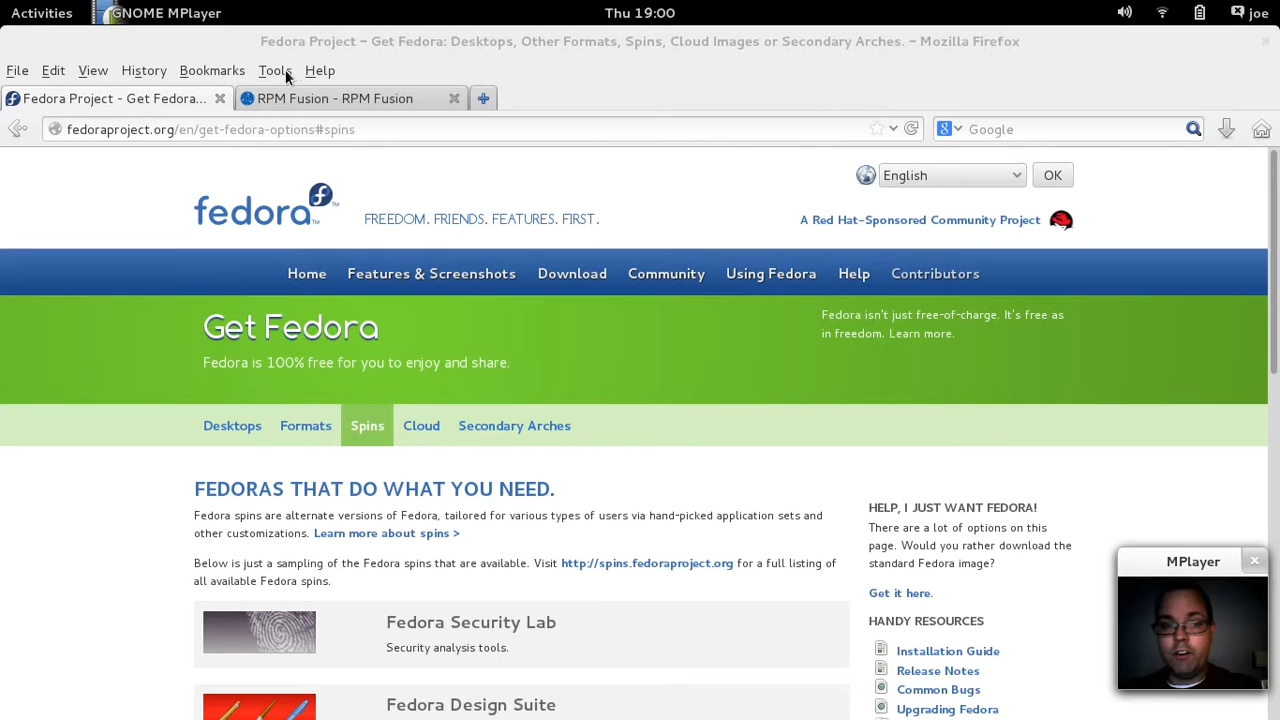 Activities GNOME MPlayer Thu 19:00 joe
Fedora Project - Get Fedora: Desktops, Other Formats, Spins, Cloud Images or Secondary Arches. - Mozilla Firefox
File Edit View History Bookmarks Tools Help
Fedora Project - Get Fedora... RPM Fusion - RPM Fusion
fedoraproject.org/en/get-fedora-options#spins Google
English OK
fedora™ FREEDOM. FRIENDS. FEATURES. FIRST. A Red Hat-Sponsored Community Project
Home Features & Screenshots Download Community Using Fedora Help Contributors
Get Fedora
Fedora is 100% free for you to enjoy and share.
Fedora isn't just free-of-charge. It's free as
in freedom. Learn more.
Desktops Formats Spins Cloud Secondary Arches
FEDORAS THAT DO WHAT YOU NEED.
Fedora spins are alternate versions of Fedora, tailored for various types of users via hand-picked application sets and
other customizations. Learn more about spins >
Below is just a sampling of the Fedora spins that are available. Visit http://spins.fedoraproject.org for a full listing of
all available Fedora spins.
Fedora Security Lab
Security analysis tools.
Fedora Design Suite
HELP, I JUST WANT FEDORA!
There are a lot of options on this
page. Would you rather download the
standard Fedora image?
Get it here.
HANDY RESOURCES
Installation Guide
Release Notes
Common Bugs
Upgrading Fedora
MPlayer